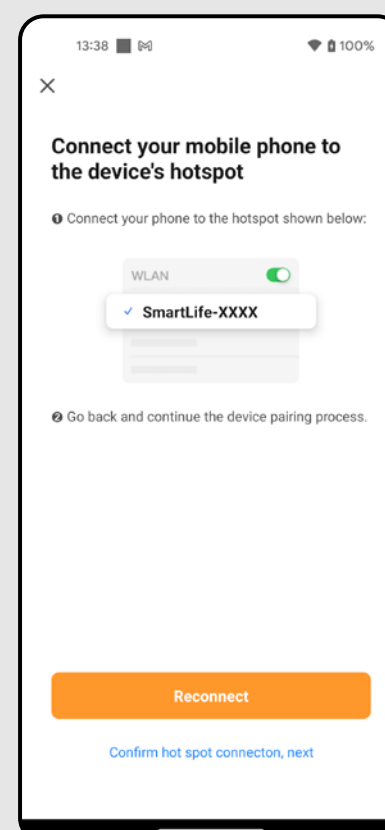 13:38 100%
Connect your mobile phone to
the device's hotspot
❶ Connect your phone to the hotspot shown below:
WLAN
SmartLife-XXXX
❷ Go back and continue the device pairing process.
Reconnect
Confirm hot spot connecton, next